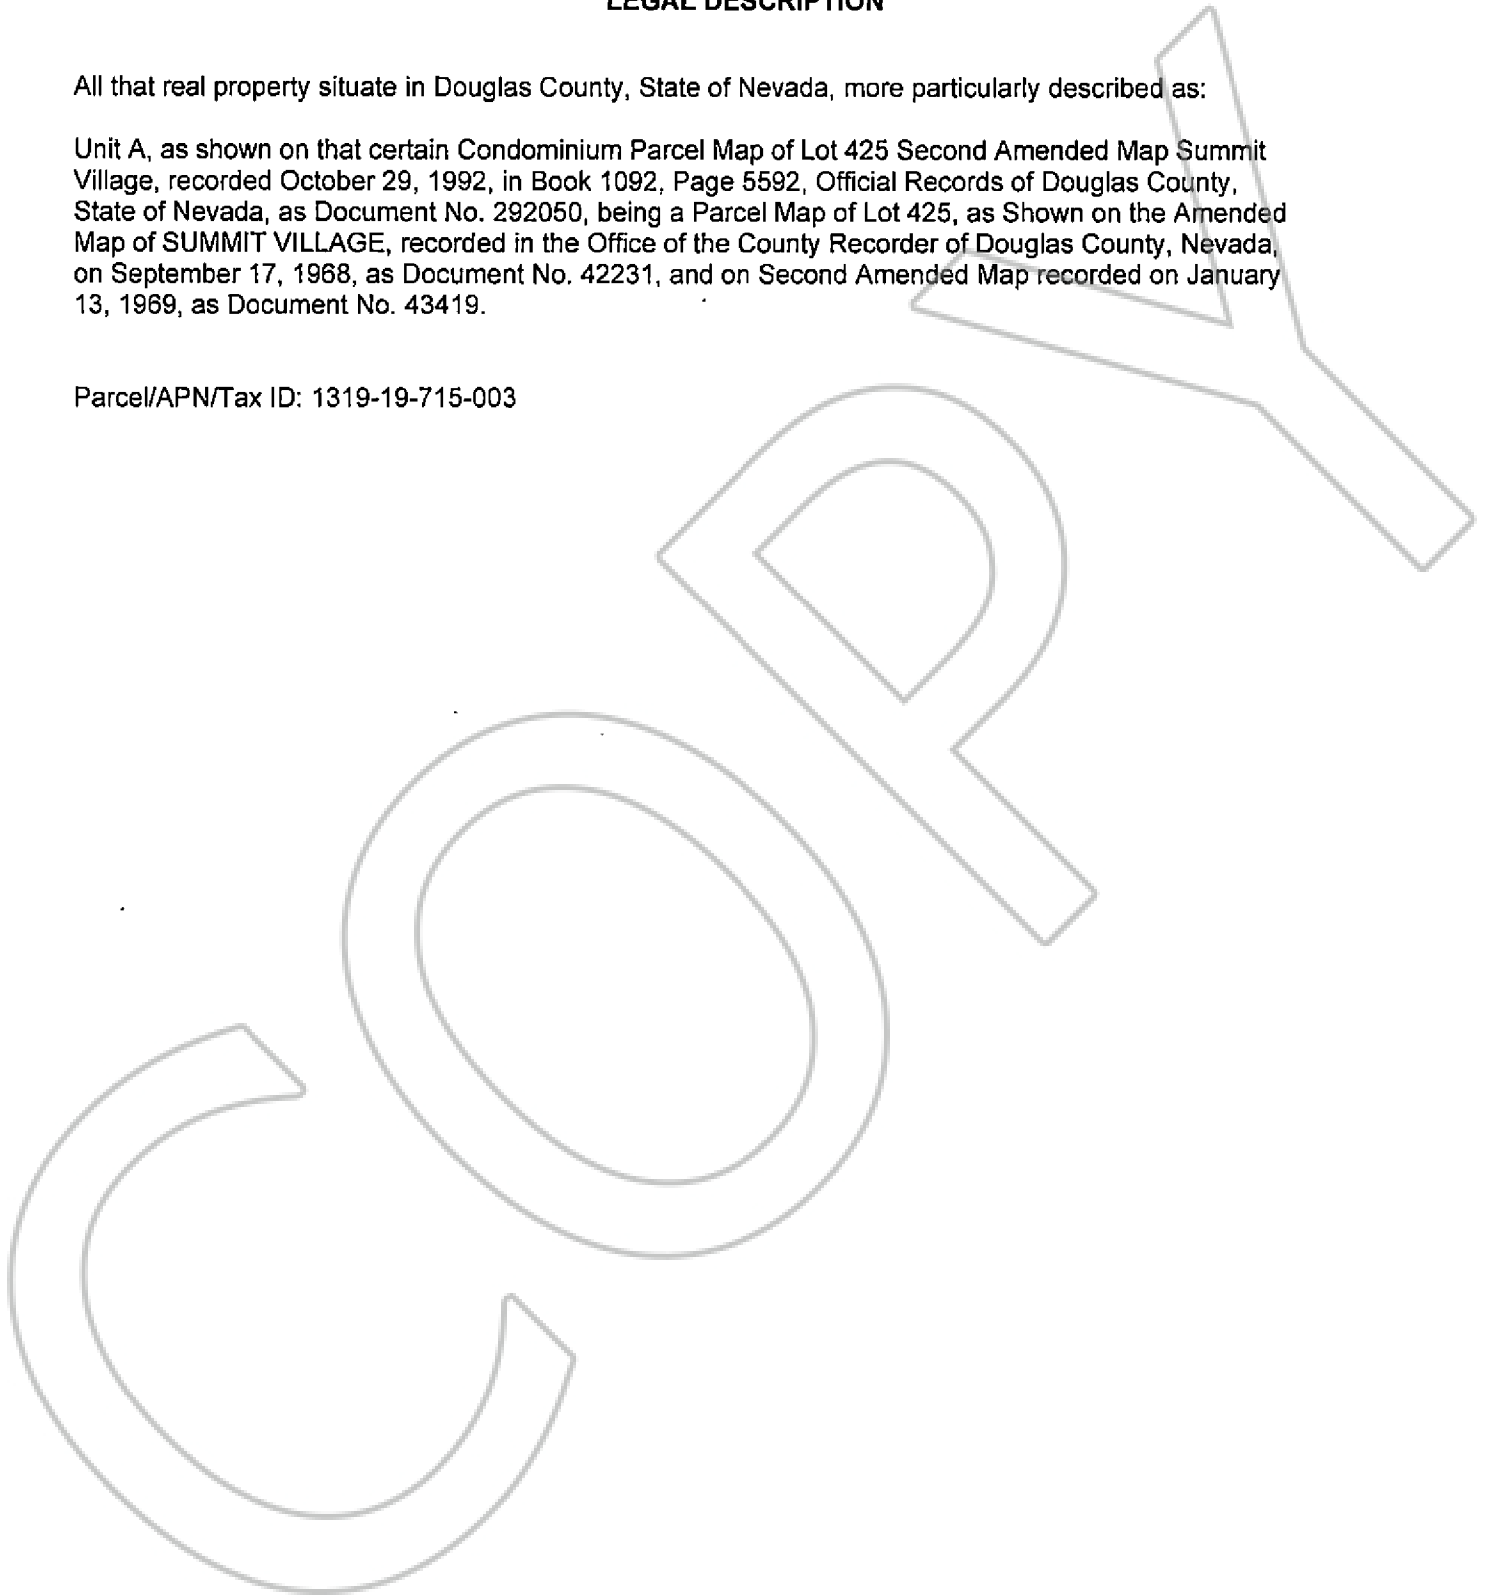 LEGAL DESCRIPTION
All that real property situate in Douglas County, State of Nevada, more particularly described as:
Unit A, as shown on that certain Condominium Parcel Map of Lot 425 Second Amended Map Summit
Village, recorded October 29, 1992, in Book 1092, Page 5592, Official Records of Douglas County,
State of Nevada, as Document No. 292050, being a Parcel Map of Lot 425, as Shown on the Amended
Map of SUMMIT VILLAGE, recorded in the Office of the County Recorder of Douglas County, Nevada,
on September 17, 1968, as Document No. 42231, and on Second Amended Map recorded on January
13, 1969, as Document No. 43419.
Parcel/APN/Tax ID: 1319-19-715-003
COPY